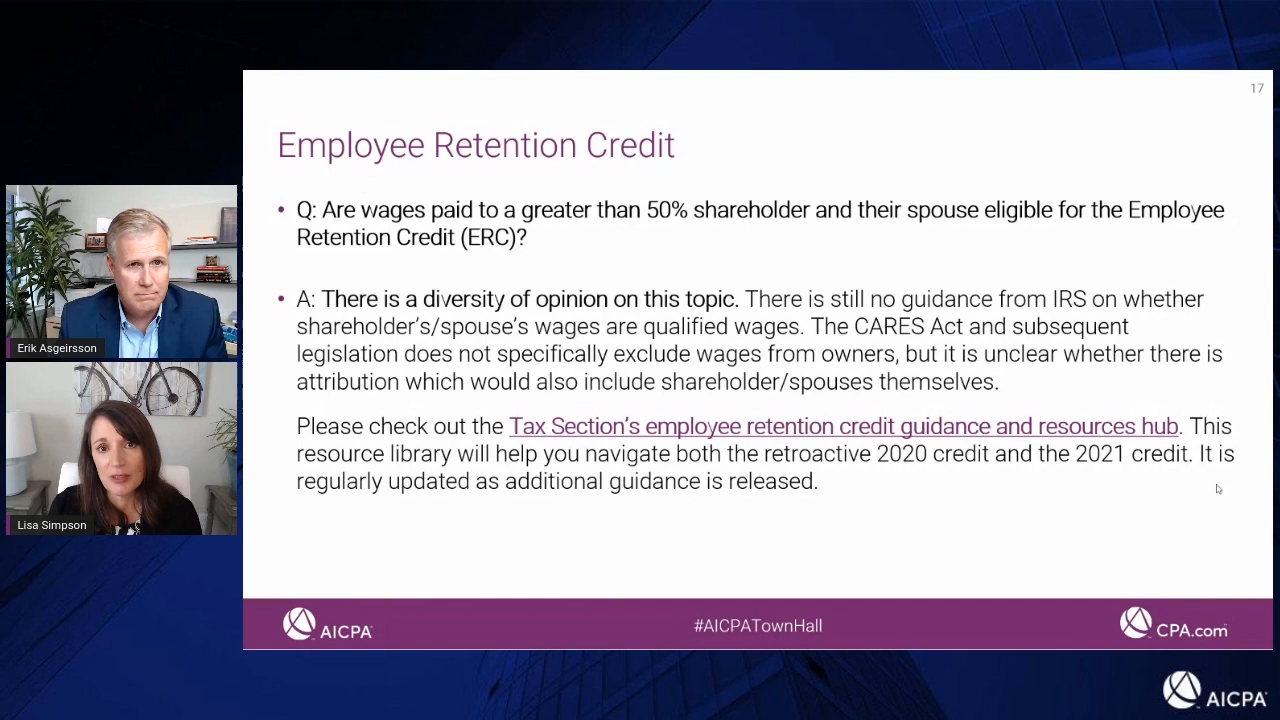 17
Employee Retention Credit
• Q: Are wages paid to a greater than 50% shareholder and their spouse eligible for the Employee
Retention Credit (ERC)?
• A: There is a diversity of opinion on this topic. There is still no guidance from IRS on whether
shareholder's/spouse's wages are qualified wages. The CARES Act and subsequent
legislation does not specifically exclude wages from owners, but it is unclear whether there is
attribution which would also include shareholder/spouses themselves.
Please check out the Tax Section's employee retention credit guidance and resources hub. This
resource library will help you navigate both the retroactive 2020 credit and the 2021 credit. It is
regularly updated as additional guidance is released.
Erik Asgeirsson
Lisa Simpson
AICPA
#AICPATownHall
CPA.com
AICPA